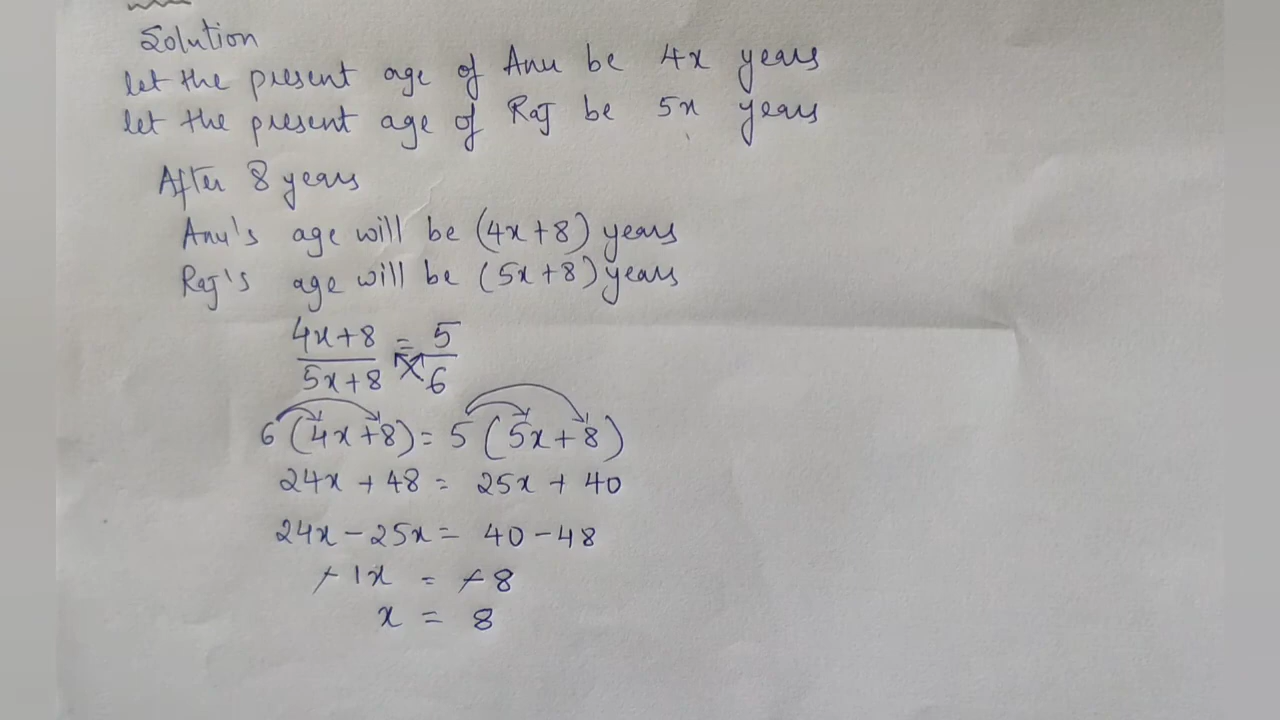 Solution
let the present age of Anu be 4x years
let the present age of Raj be 5x years
After 8 years
Anu's age will be (4x+8) years
Raj's age will be (5x+8) years
4x+8 = 5
5x+8 6
6 (4x+8) = 5 (5x+8)
24x + 48 = 25x + 40
24x - 25x = 40 - 48
-1x = -8
x = 8